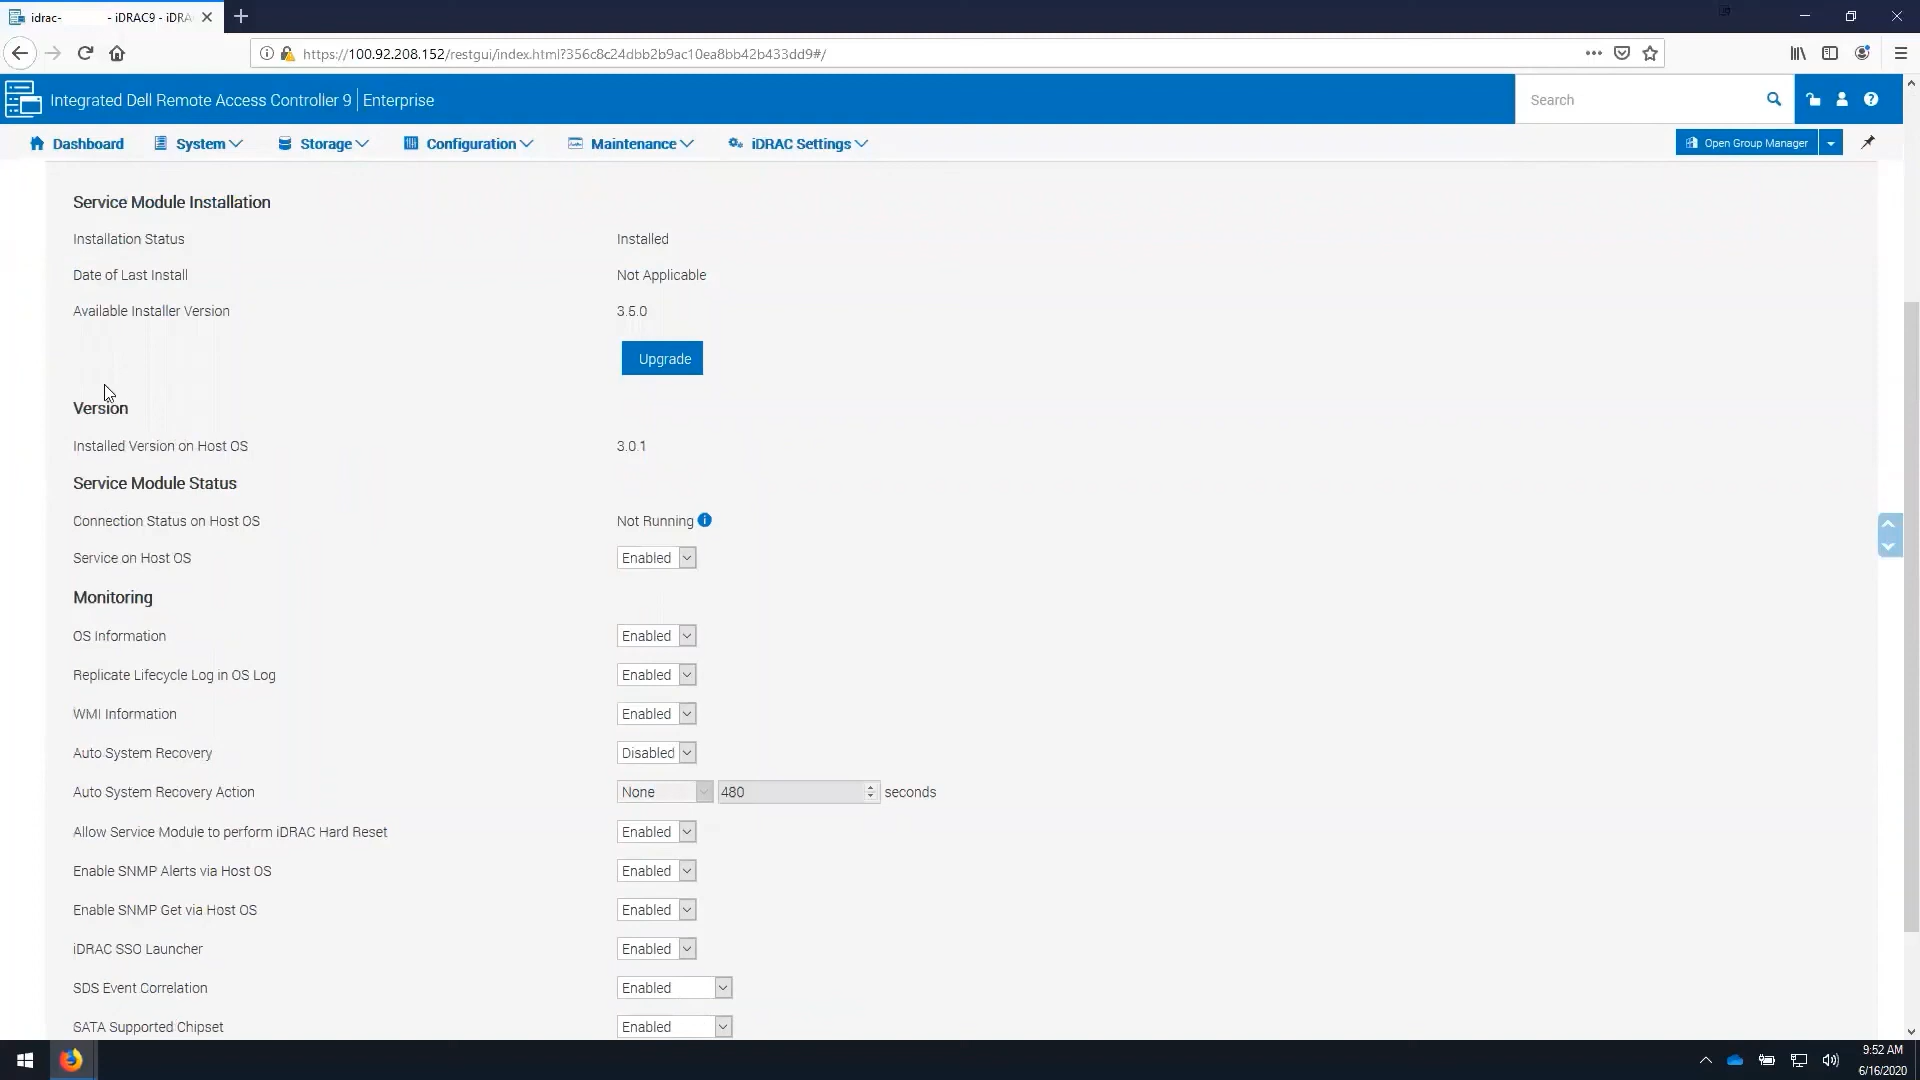 idrac- - iDRAC9 - iDRA
https://100.92.208.152/restgui/index.html?356c8c24dbb2b9ac10ea8bb42b433dd9#/
Integrated Dell Remote Access Controller 9 | Enterprise
Search
Dashboard System Storage Configuration Maintenance iDRAC Settings
Open Group Manager
Service Module Installation
Installation Status Installed
Date of Last Install Not Applicable
Available Installer Version 3.5.0
Upgrade
Version
Installed Version on Host OS 3.0.1
Service Module Status
Connection Status on Host OS Not Running
Service on Host OS Enabled
Monitoring
OS Information Enabled
Replicate Lifecycle Log in OS Log Enabled
WMI Information Enabled
Auto System Recovery Disabled
Auto System Recovery Action None 480 seconds
Allow Service Module to perform iDRAC Hard Reset Enabled
Enable SNMP Alerts via Host OS Enabled
Enable SNMP Get via Host OS Enabled
iDRAC SSO Launcher Enabled
SDS Event Correlation Enabled
SATA Supported Chipset Enabled
9:52 AM
6/16/2020